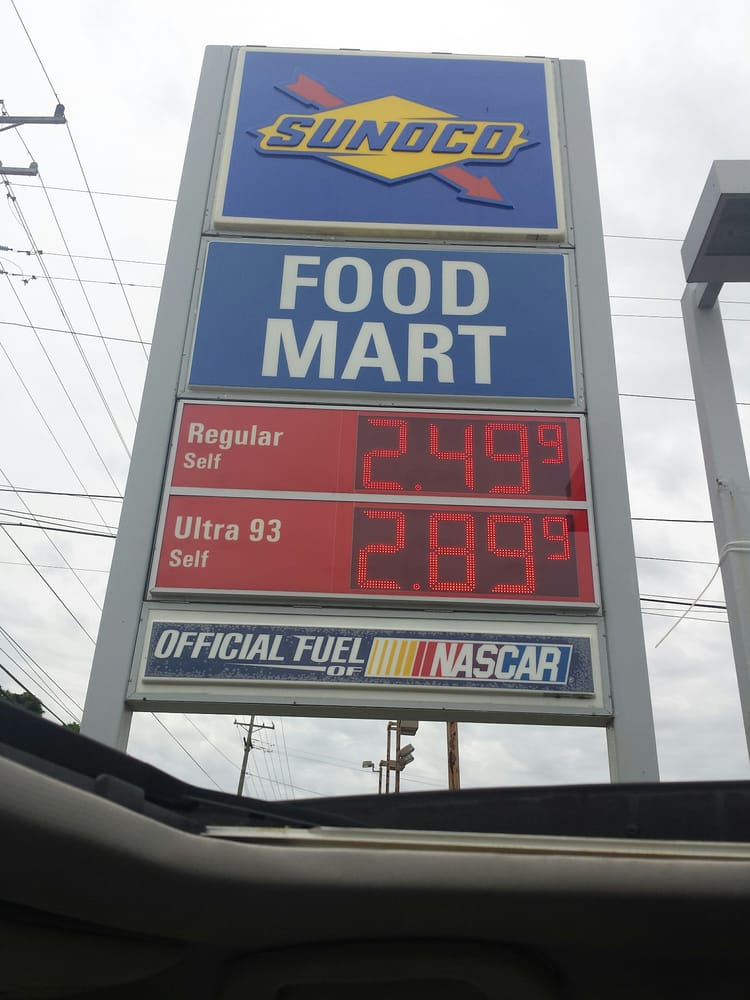 SUNOCO
FOOD
MART
Regular
Self
2.49 9
Ultra 93
Self
2.89 9
OFFICIAL FUEL
OF
NASCAR